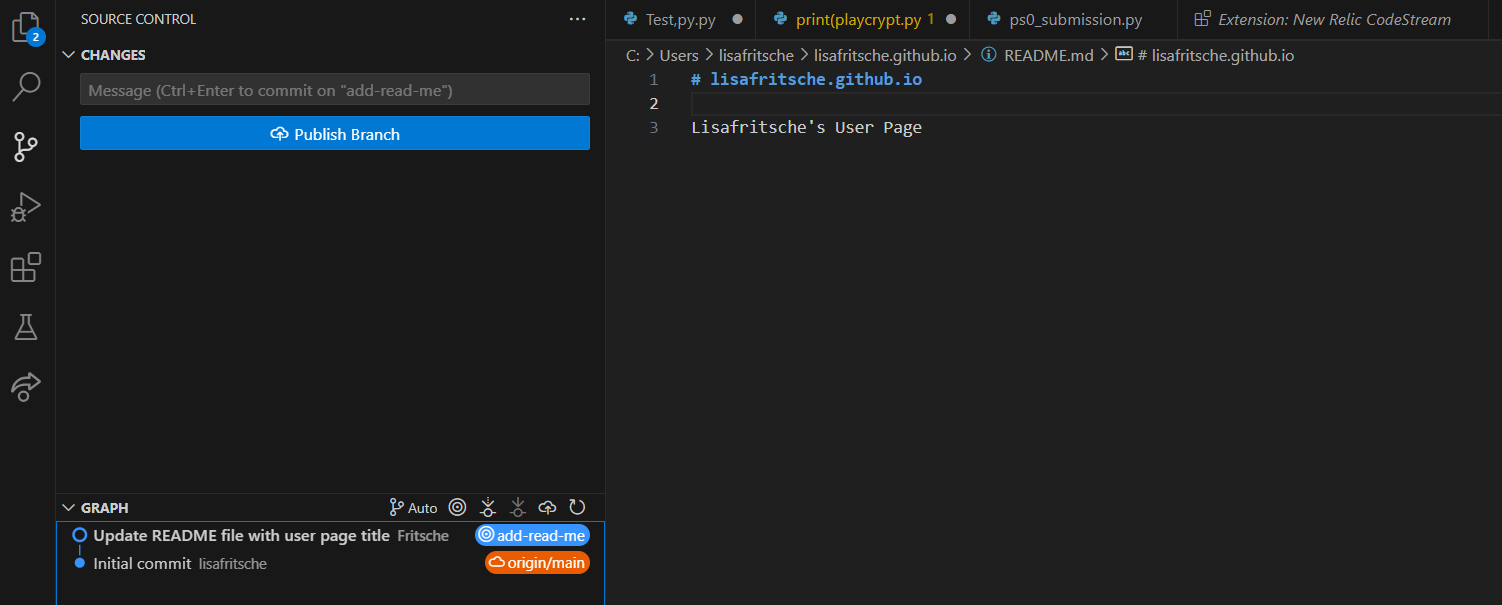 SOURCE CONTROL
2
CHANGES
Message (Ctrl+Enter to commit on "add-read-me")
Publish Branch
GRAPH
Auto
Update README file with user page title Fritsche add-read-me
Initial commit lisafritsche origin/main
Test,py.py print(playcrypt.py 1 ps0_submission.py Extension: New Relic CodeStream
C: > Users > lisafritsche > lisafritsche.github.io > README.md > abc # lisafritsche.github.io
1 # lisafritsche.github.io
2
3 Lisafritsche's User Page